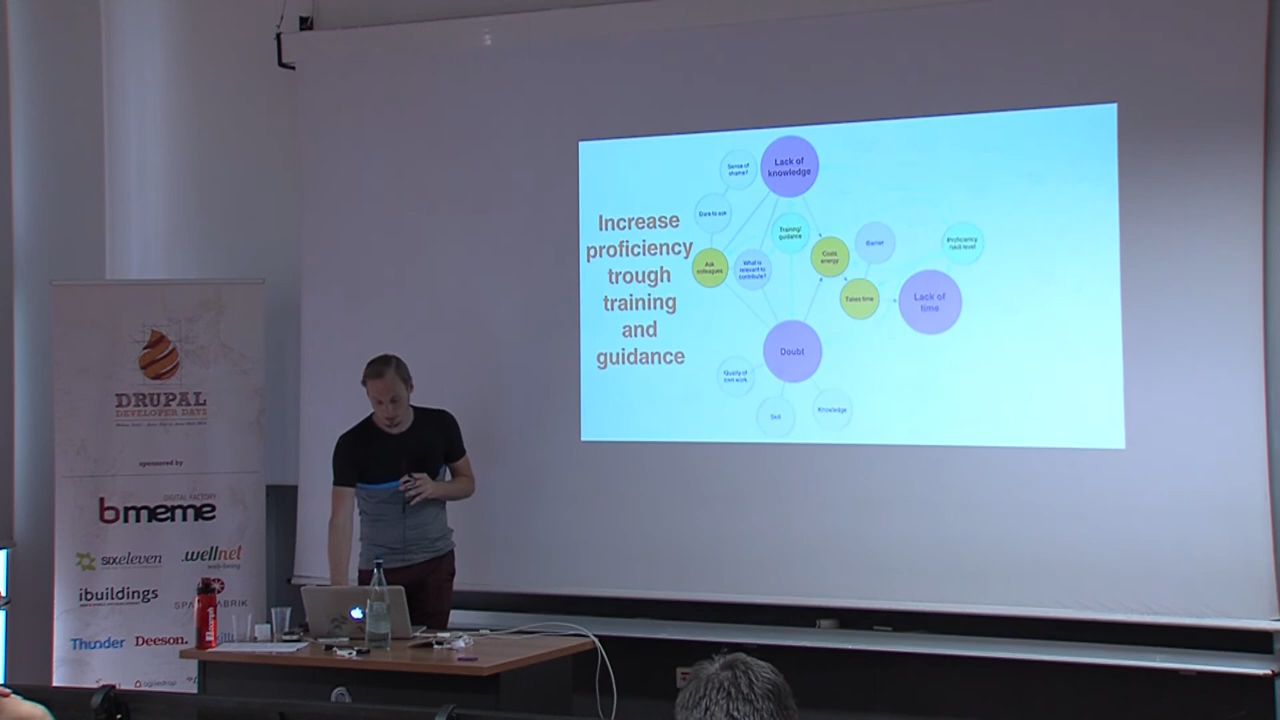 Increase
proficiency
trough
training
and
guidance
Lack of
knowledge
Sense of
shame?
Dare to ask
Ask
colleagues
What is
relevant to
contribute?
Training/
guidance
Costs
energy
Barrier
Takes time
Lack of
time
Proficiency
Doubt
Quality of
own work
Skill
Knowledge
DRUPAL
DEVELOPER DAYS
sponsored by
DIGITAL FACTORY
bmeme
sixeleven
.wellnet
ibuildings
Thunder
Deeson.